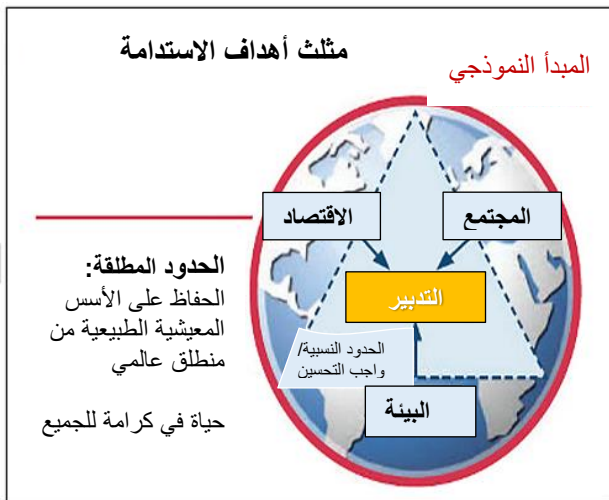 مثلث أهداف الاستدامة
المبدأ النموذجي
المجتمع
الاقتصاد
التدبير
الحدود النسبية/
واجب التحسين
البيئة
الحدود المطلقة:
الحفاظ على الأسس
المعيشية الطبيعية من
منطلق عالمي
حياة في كرامة للجميع